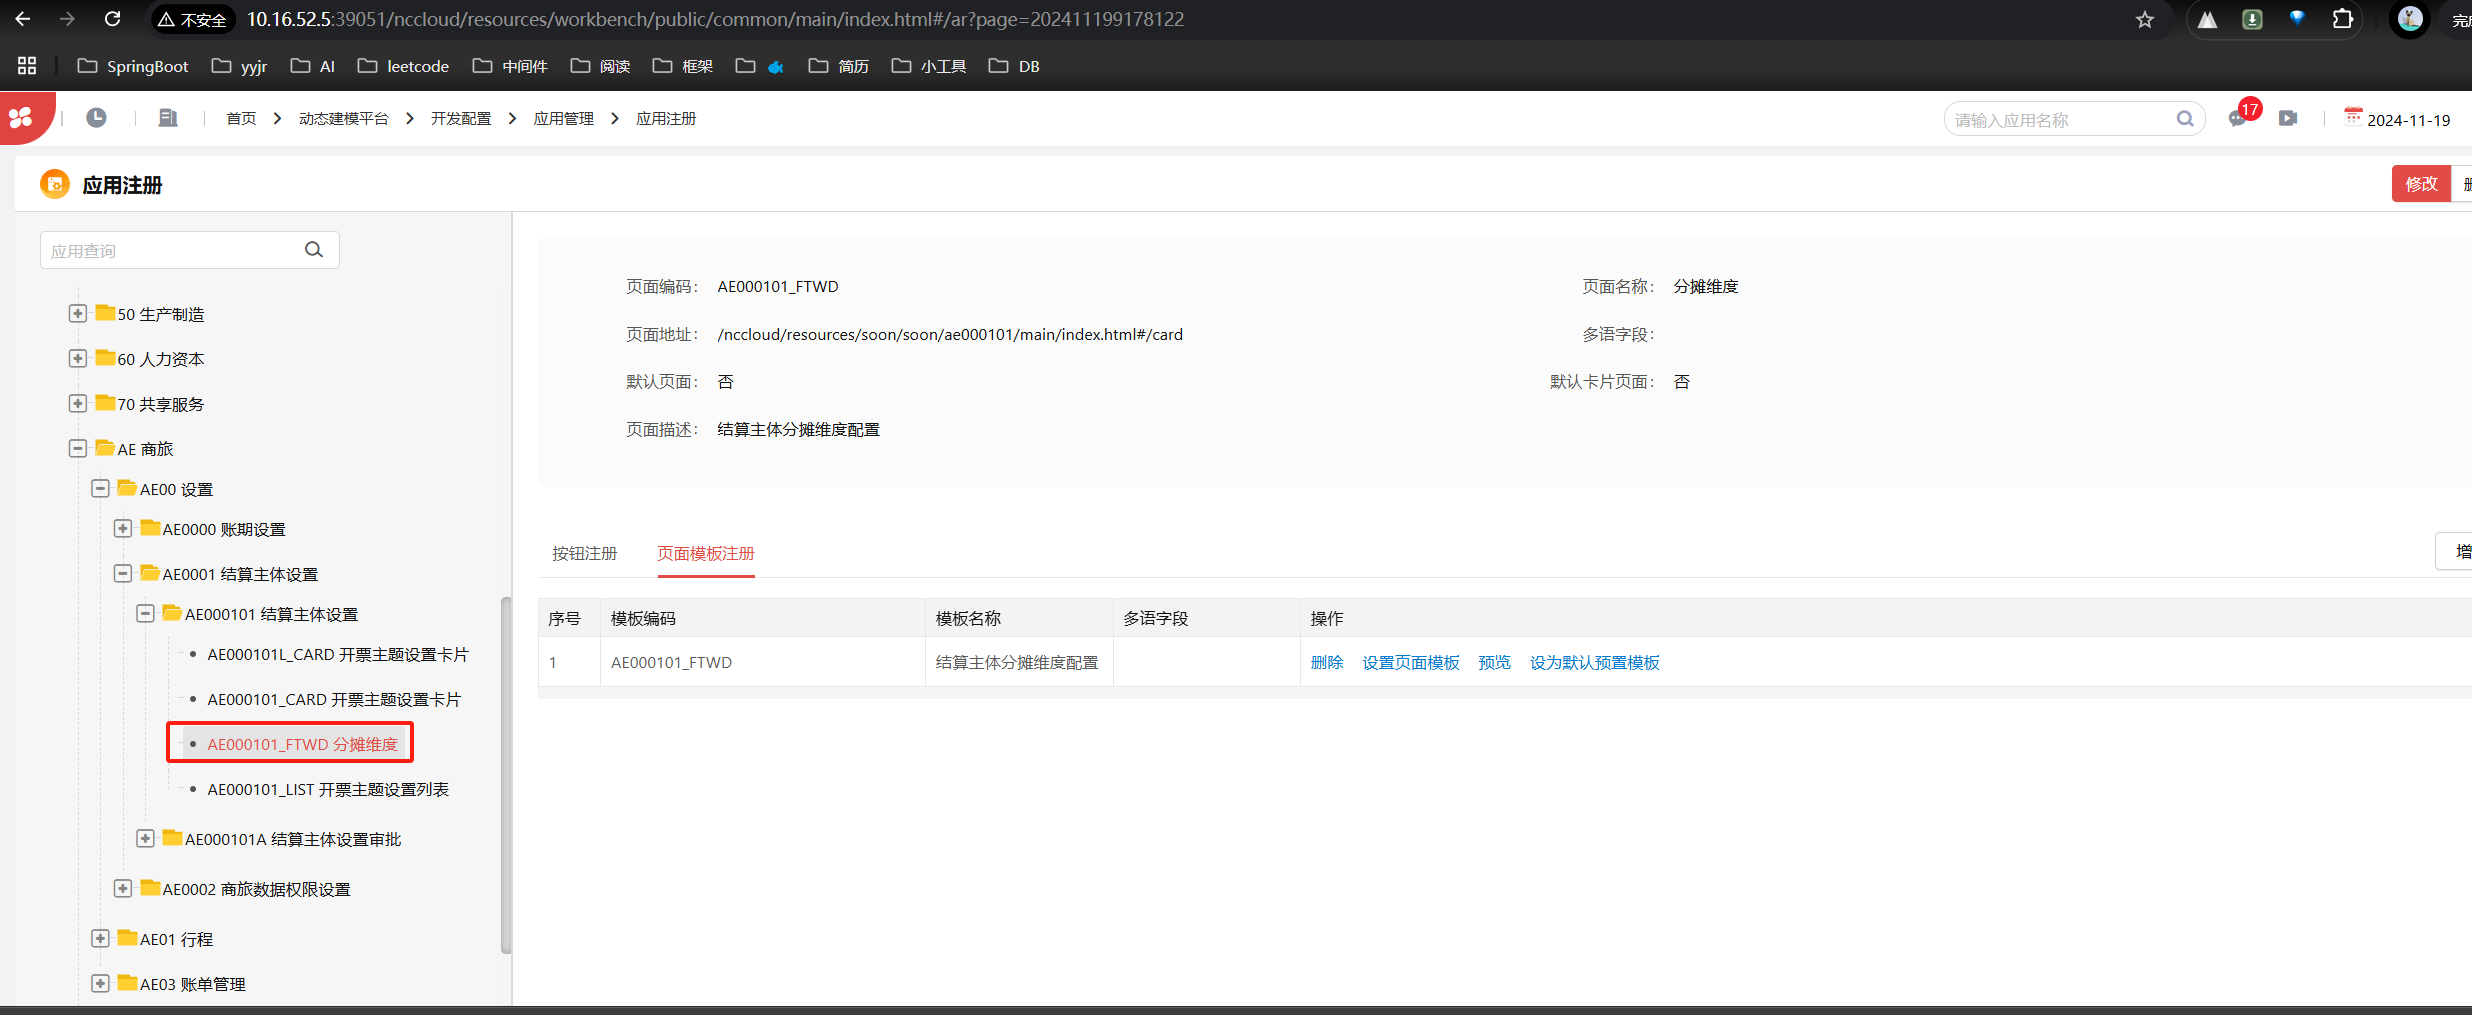 不安全 10.16.52.5:39051/nccloud/resources/workbench/public/common/main/index.html#/ar?page=202411199178122
SpringBoot yyjr AI leetcode 中间件 阅读 框架 简历 小工具 DB
首页 动态建模平台 开发配置 应用管理 应用注册 请输入应用名称 17 2024-11-19
应用注册 修改
应用查询
50 生产制造
60 人力资本
70 共享服务
AE 商旅
AE00 设置
AE0000 账期设置
AE0001 结算主体设置
AE000101 结算主体设置
AE000101L_CARD 开票主题设置卡片
AE000101_CARD 开票主题设置卡片
AE000101_FTWD 分摊维度
AE000101_LIST 开票主题设置列表
AE000101A 结算主体设置审批
AE0002 商旅数据权限设置
AE01 行程
AE03 账单管理
页面编码： AE000101_FTWD 页面名称： 分摊维度
页面地址： /nccloud/resources/soon/soon/ae000101/main/index.html#/card 多语字段：
默认页面： 否 默认卡片页面： 否
页面描述： 结算主体分摊维度配置
按钮注册 页面模板注册 增
序号 模板编码 模板名称 多语字段 操作
1 AE000101_FTWD 结算主体分摊维度配置 删除 设置页面模板 预览 设为默认预置模板